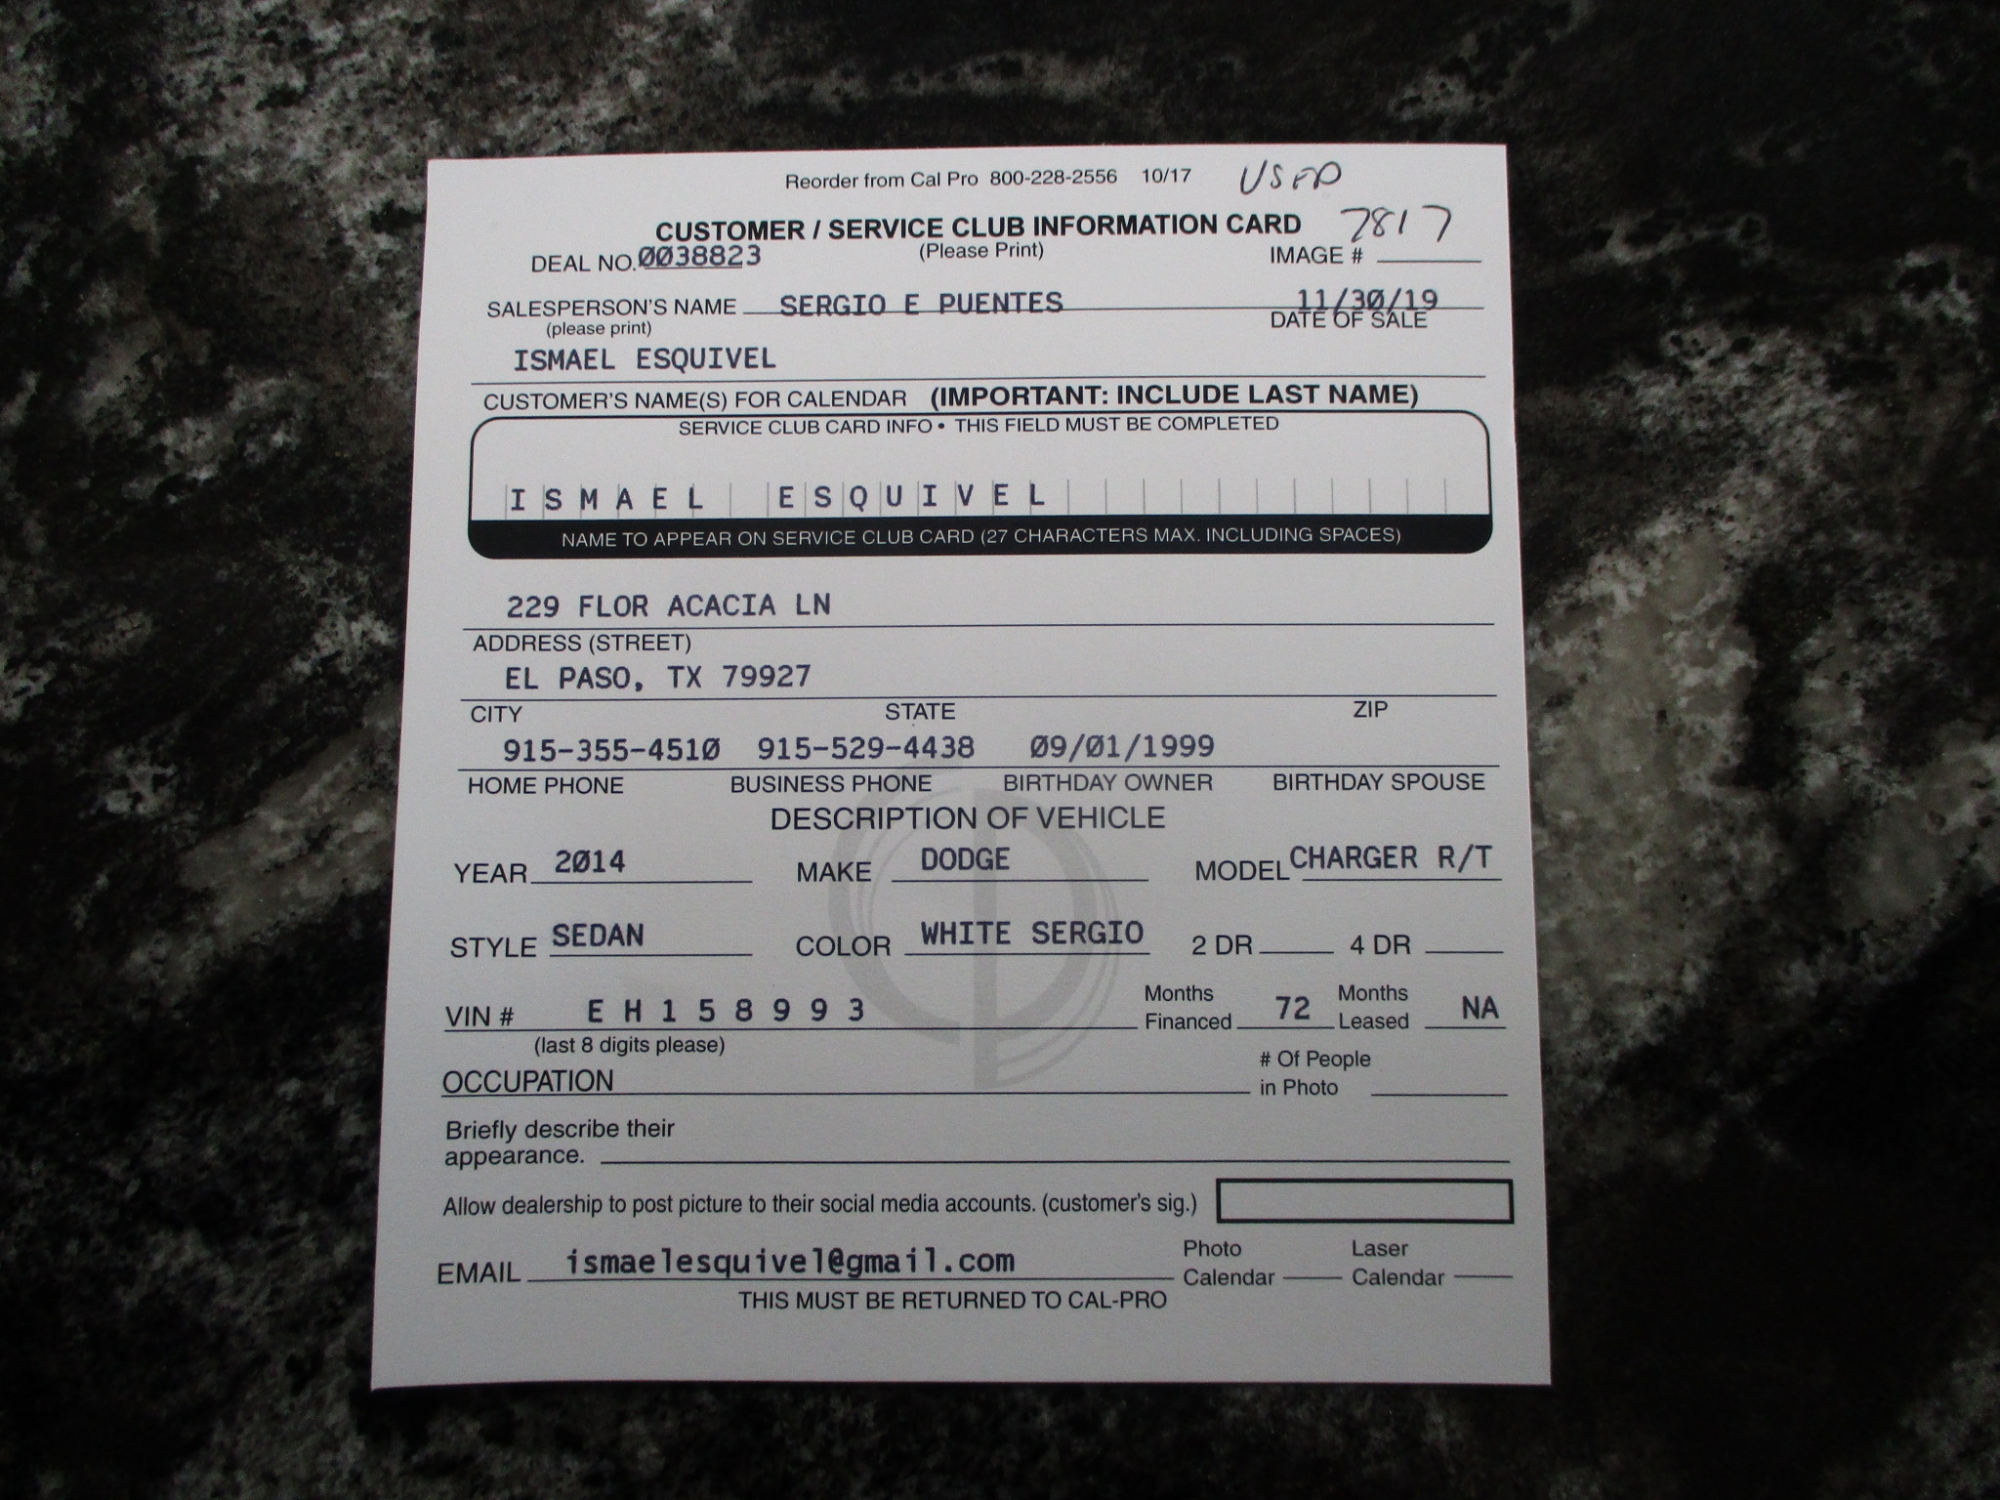 Reorder from Cal Pro 800-228-2556 10/17 USED
CUSTOMER / SERVICE CLUB INFORMATION CARD 7817
DEAL NO. 0038823 (Please Print) IMAGE #
SALESPERSON'S NAME SERGIO E PUENTES 11/30/19
(please print) DATE OF SALE
ISMAEL ESQUIVEL
CUSTOMER'S NAME(S) FOR CALENDAR (IMPORTANT: INCLUDE LAST NAME)
SERVICE CLUB CARD INFO • THIS FIELD MUST BE COMPLETED
ISMAEL ESQUIVEL
NAME TO APPEAR ON SERVICE CLUB CARD (27 CHARACTERS MAX. INCLUDING SPACES)
229 FLOR ACACIA LN
ADDRESS (STREET)
EL PASO, TX 79927
CITY STATE ZIP
915-355-4510 915-529-4438 09/01/1999
HOME PHONE BUSINESS PHONE BIRTHDAY OWNER BIRTHDAY SPOUSE
DESCRIPTION OF VEHICLE
YEAR 2014 MAKE DODGE MODEL CHARGER R/T
STYLE SEDAN COLOR WHITE SERGIO 2 DR 4 DR
VIN # EH158993 Months Financed 72 Months Leased NA
(last 8 digits please)
OCCUPATION # Of People in Photo
Briefly describe their
appearance.
Allow dealership to post picture to their social media accounts. (customer's sig.)
EMAIL ismaelesquivel@gmail.com Photo Calendar Laser Calendar
THIS MUST BE RETURNED TO CAL-PRO